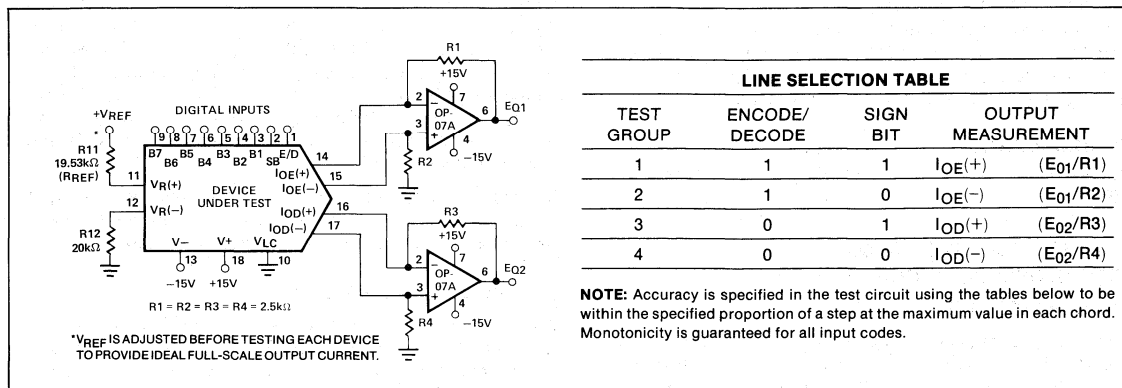 +VREF
*
R11
19.53kΩ
(RREF)
11
12
R12
20kΩ
DIGITAL INPUTS
9 8 7 6 5 4 3 2 1
B7 B6 B5 B4 B3 B2 B1 SB E/D
VR(+)
VR(−)
DEVICE
UNDER TEST
IOE(+)
IOE(−)
IOD(+)
IOD(−)
14
15
16
17
V− V+ VLC
13 18 10
−15V +15V
R1
+15V
2 − 7
OP-
07A
6 EO1
3 + 4
−15V
R2
R3
+15V
2 − 7
OP-
07A
6 EO2
3 + 4
−15V
R4
R1 = R2 = R3 = R4 = 2.5kΩ
*VREF IS ADJUSTED BEFORE TESTING EACH DEVICE
TO PROVIDE IDEAL FULL-SCALE OUTPUT CURRENT.
LINE SELECTION TABLE
TEST GROUP ENCODE/DECODE SIGN BIT OUTPUT MEASUREMENT
1 1 1 IOE(+) (E01/R1)
2 1 0 IOE(−) (E01/R2)
3 0 1 IOD(+) (E02/R3)
4 0 0 IOD(−) (E02/R4)
NOTE: Accuracy is specified in the test circuit using the tables below to be
within the specified proportion of a step at the maximum value in each chord.
Monotonicity is guaranteed for all input codes.